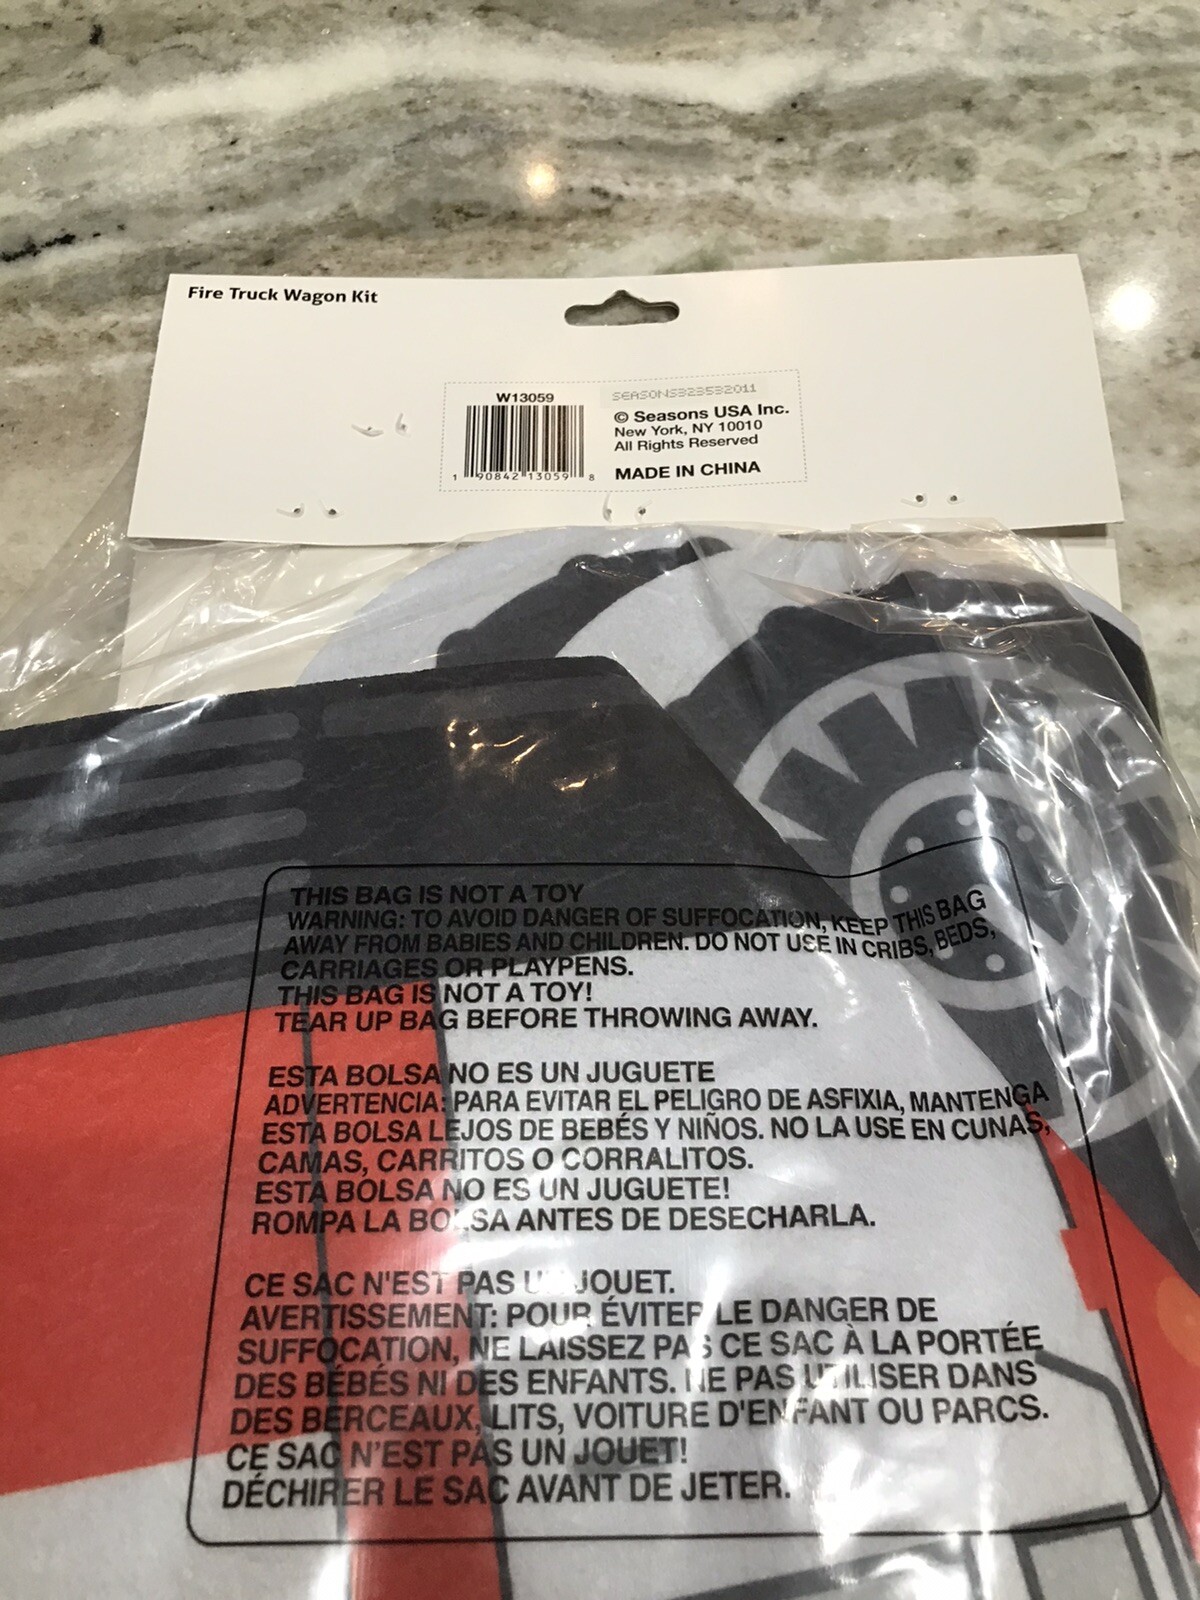 Fire Truck Wagon Kit
W13059
1 90842 13059 8
SEASONS323532011
© Seasons USA Inc.
New York, NY 10010
All Rights Reserved
MADE IN CHINA
THIS BAG IS NOT A TOY
WARNING: TO AVOID DANGER OF SUFFOCATION, KEEP THIS BAG
AWAY FROM BABIES AND CHILDREN. DO NOT USE IN CRIBS, BEDS,
CARRIAGES OR PLAYPENS.
THIS BAG IS NOT A TOY!
TEAR UP BAG BEFORE THROWING AWAY.
ESTA BOLSA NO ES UN JUGUETE
ADVERTENCIA: PARA EVITAR EL PELIGRO DE ASFIXIA, MANTENGA
ESTA BOLSA LEJOS DE BEBÉS Y NIÑOS. NO LA USE EN CUNAS,
CAMAS, CARRITOS O CORRALITOS.
ESTA BOLSA NO ES UN JUGUETE!
ROMPA LA BOLSA ANTES DE DESECHARLA.
CE SAC N'EST PAS UN JOUET.
AVERTISSEMENT: POUR ÉVITER LE DANGER DE
SUFFOCATION, NE LAISSEZ PAS CE SAC À LA PORTÉE
DES BÉBÉS NI DES ENFANTS. NE PAS UTILISER DANS
DES BERCEAUX, LITS, VOITURE D'ENFANT OU PARCS.
CE SAC N'EST PAS UN JOUET!
DÉCHIRER LE SAC AVANT DE JETER.